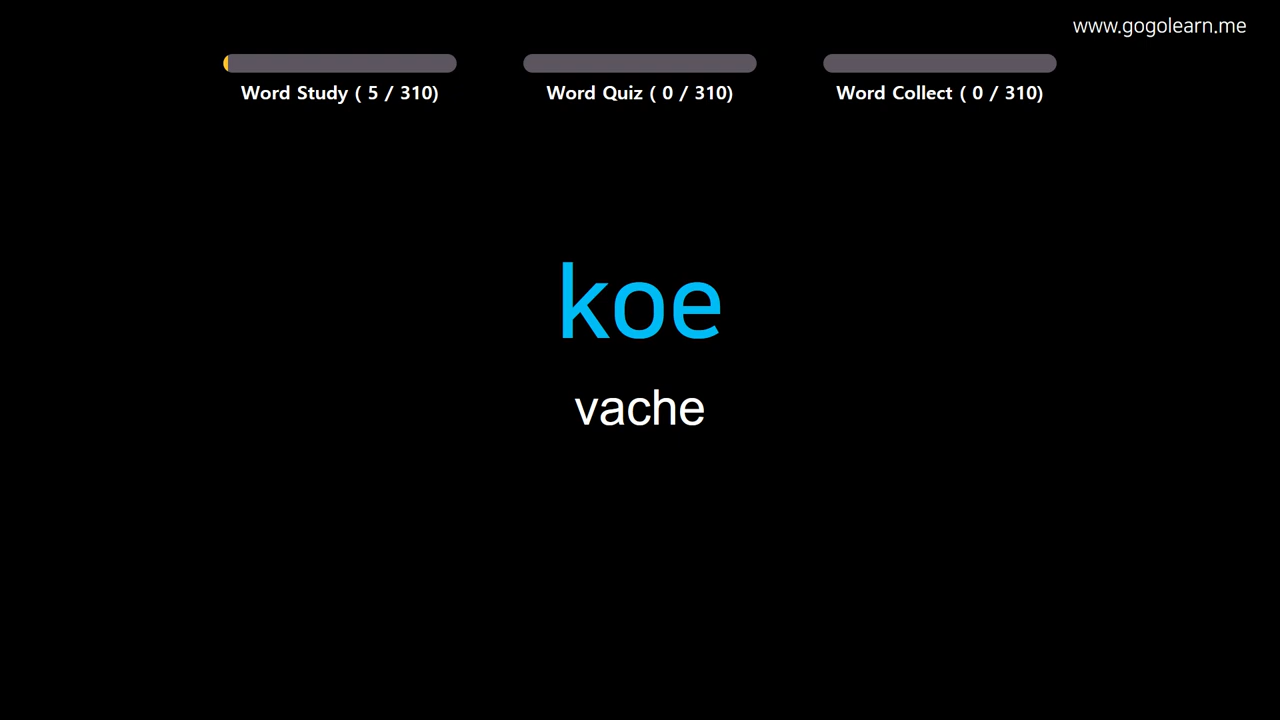 www.gogolearn.me
Word Study ( 5 / 310)
Word Quiz ( 0 / 310)
Word Collect ( 0 / 310)
koe
vache